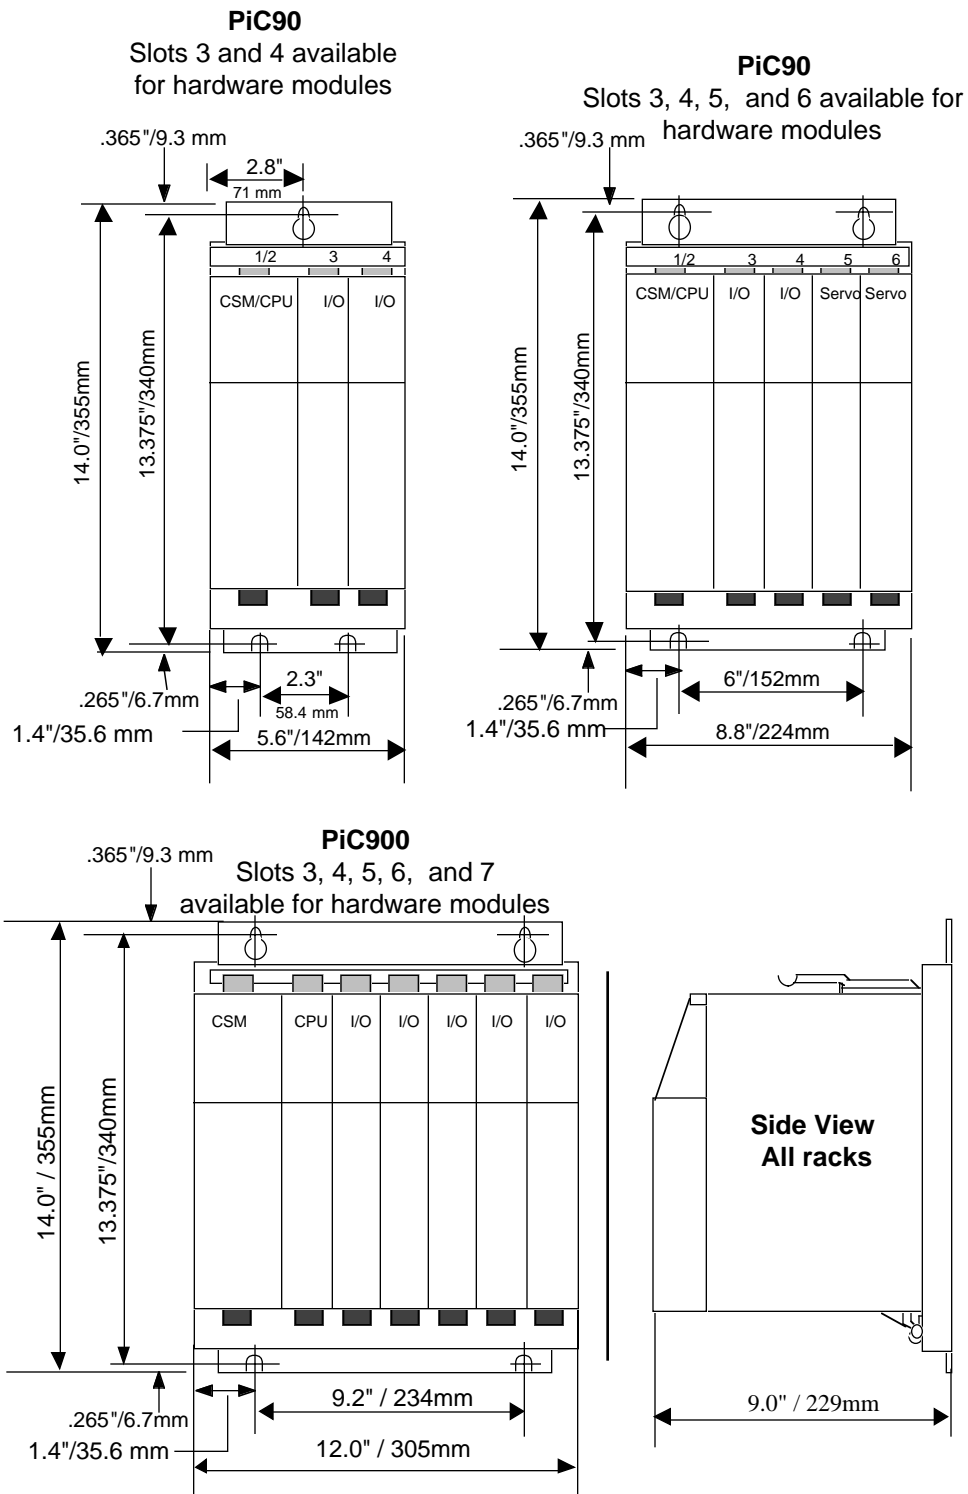 PiC90
Slots 3 and 4 available
for hardware modules
.365"/9.3 mm
2.8"
71 mm
1/2 3 4
CSM/CPU I/O I/O
14.0"/355mm
13.375"/340mm
.265"/6.7mm
2.3"
58.4 mm
1.4"/35.6 mm
5.6"/142mm
PiC90
Slots 3, 4, 5, and 6 available for
hardware modules
.365"/9.3 mm
1/2 3 4 5 6
CSM/CPU I/O I/O Servo Servo
14.0"/355mm
13.375"/340mm
.265"/6.7mm
6"/152mm
1.4"/35.6 mm
8.8"/224mm
PiC900
Slots 3, 4, 5, 6, and 7
available for hardware modules
.365"/9.3 mm
CSM CPU I/O I/O I/O I/O I/O
14.0" / 355mm
13.375"/340mm
.265"/6.7mm
9.2" / 234mm
1.4"/35.6 mm
12.0" / 305mm
Side View
All racks
9.0" / 229mm